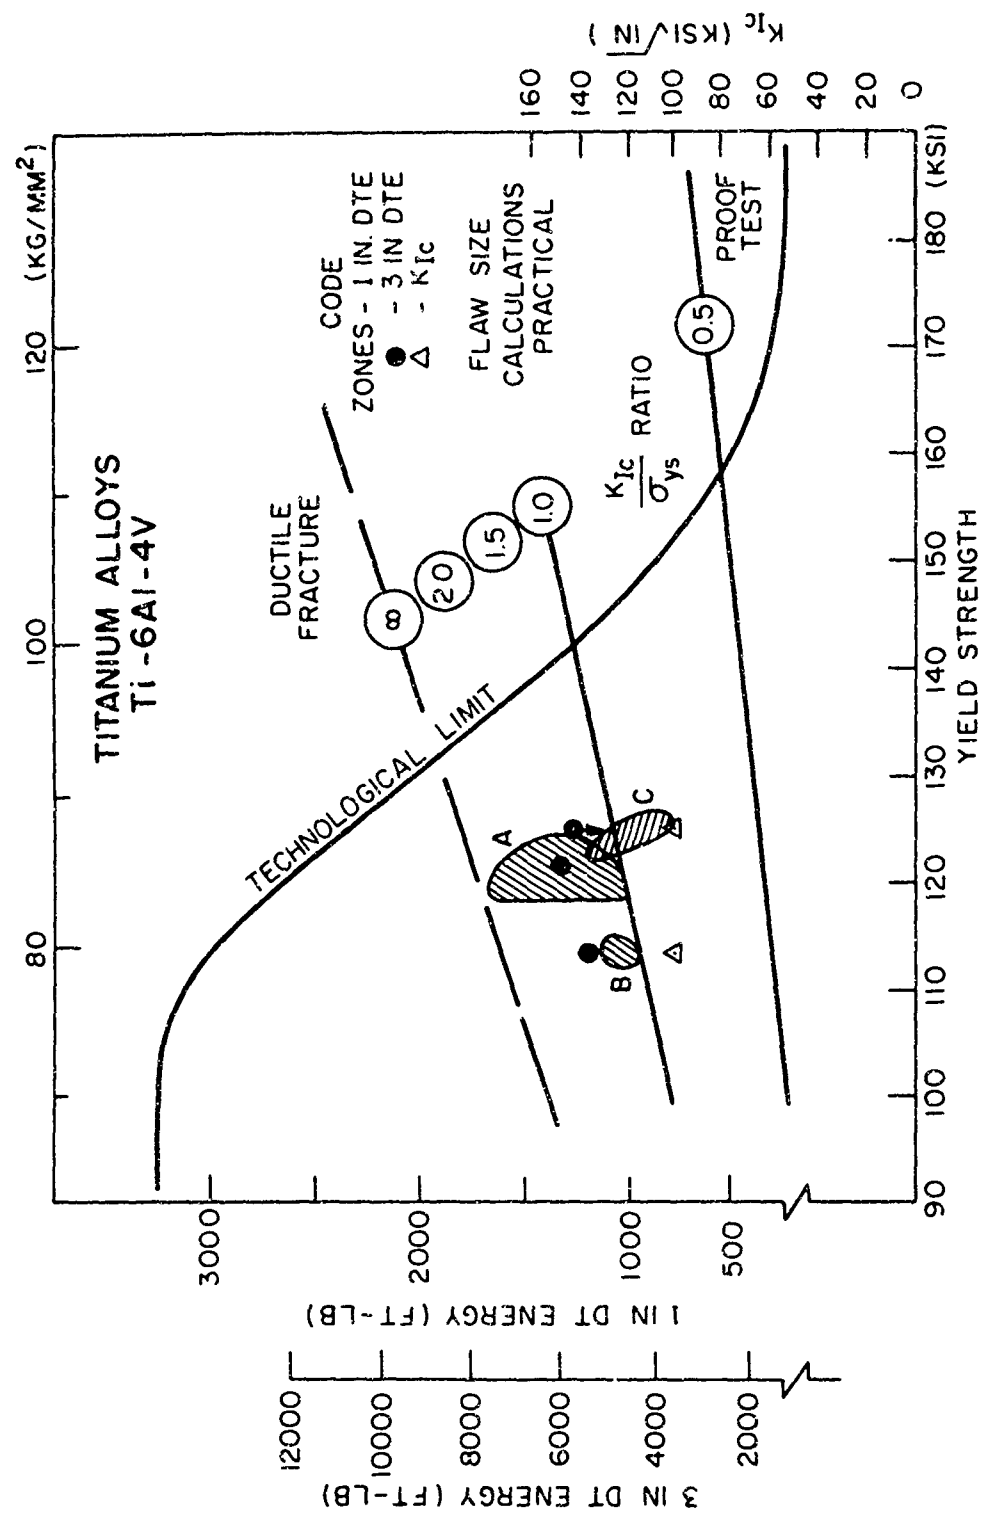 TITANIUM ALLOYS
Ti-6Al-4V
(KG/MM²)
80
100
120
CODE
ZONES - 1 IN. DTE
● - 3 IN DTE
△ - KIc
DUCTILE
FRACTURE
FLAW SIZE
CALCULATIONS
PRACTICAL
TECHNOLOGICAL LIMIT
∞
2.0
1.5
1.0
KIc/σys RATIO
0.5
PROOF
TEST
A
B
C
3 IN DT ENERGY (FT-LB)
12000
10000
8000
6000
4000
2000
1 IN DT ENERGY (FT-LB)
3000
2000
1000
500
KIc (KSI√IN)
160
140
120
100
80
60
40
20
0
90
100
110
120
130
140
150
160
170
180
(KSI)
YIELD STRENGTH